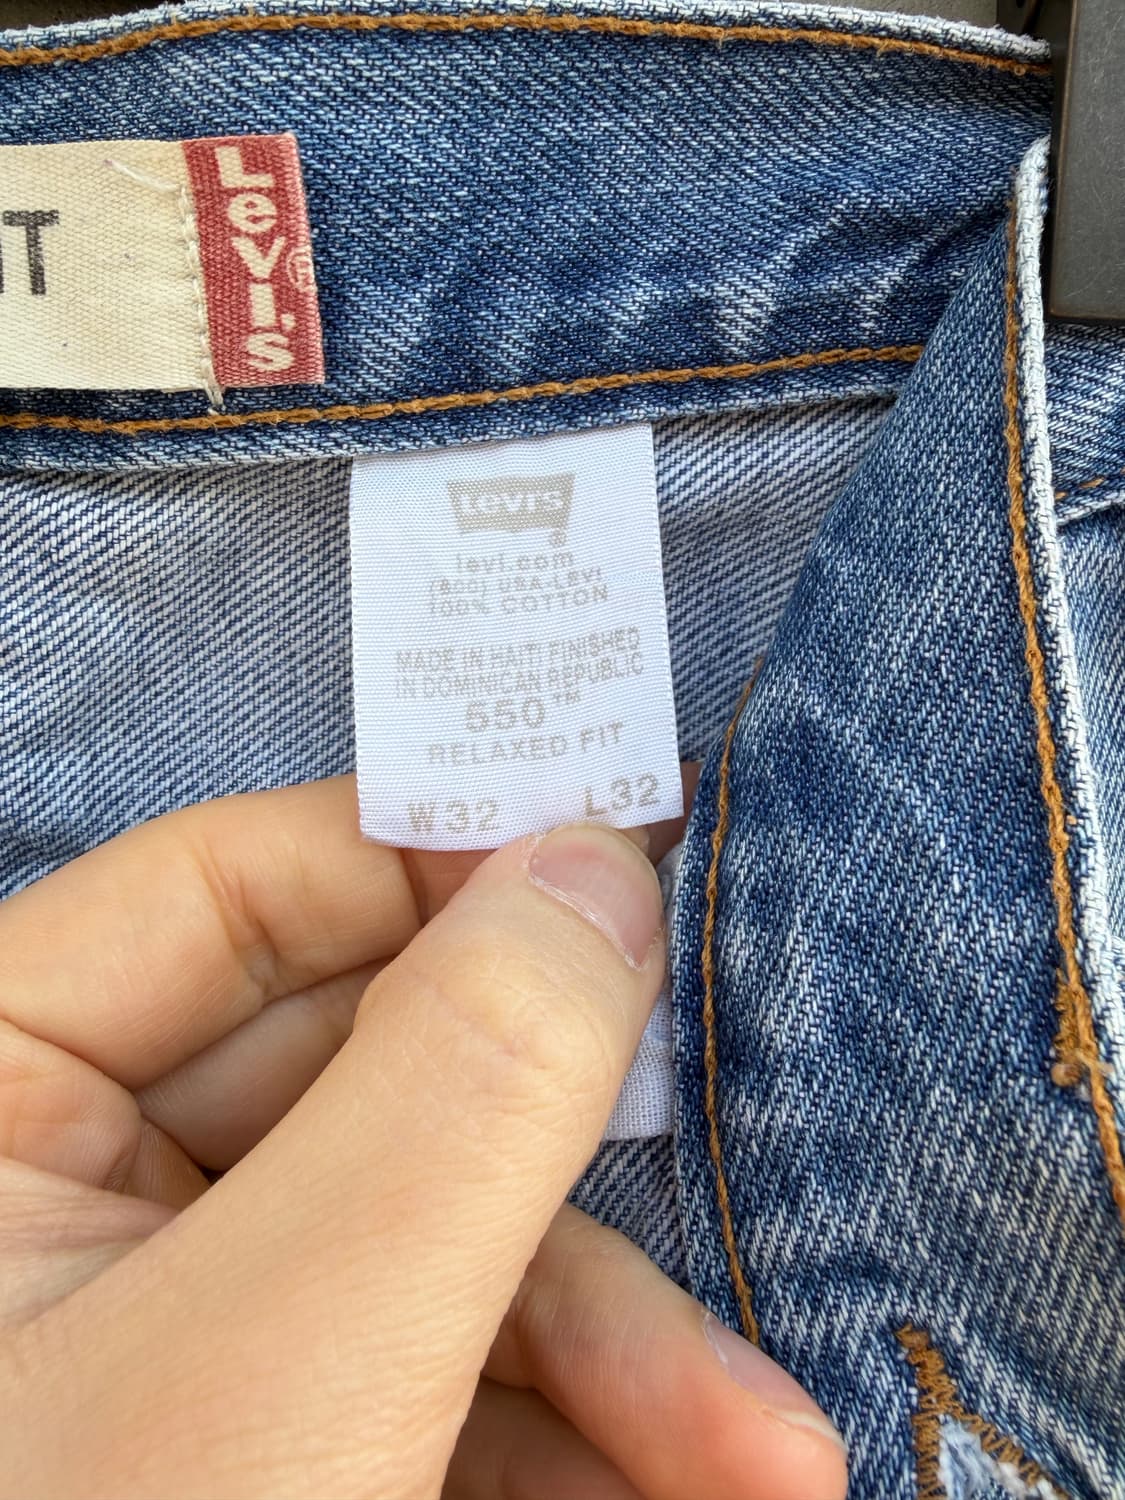 Levi's®
Levi's®
levi.com
(800) USA-LEVI
100% COTTON
MADE IN HAITI FINISHED
IN DOMINICAN REPUBLIC
550™
RELAXED FIT
W32 L32